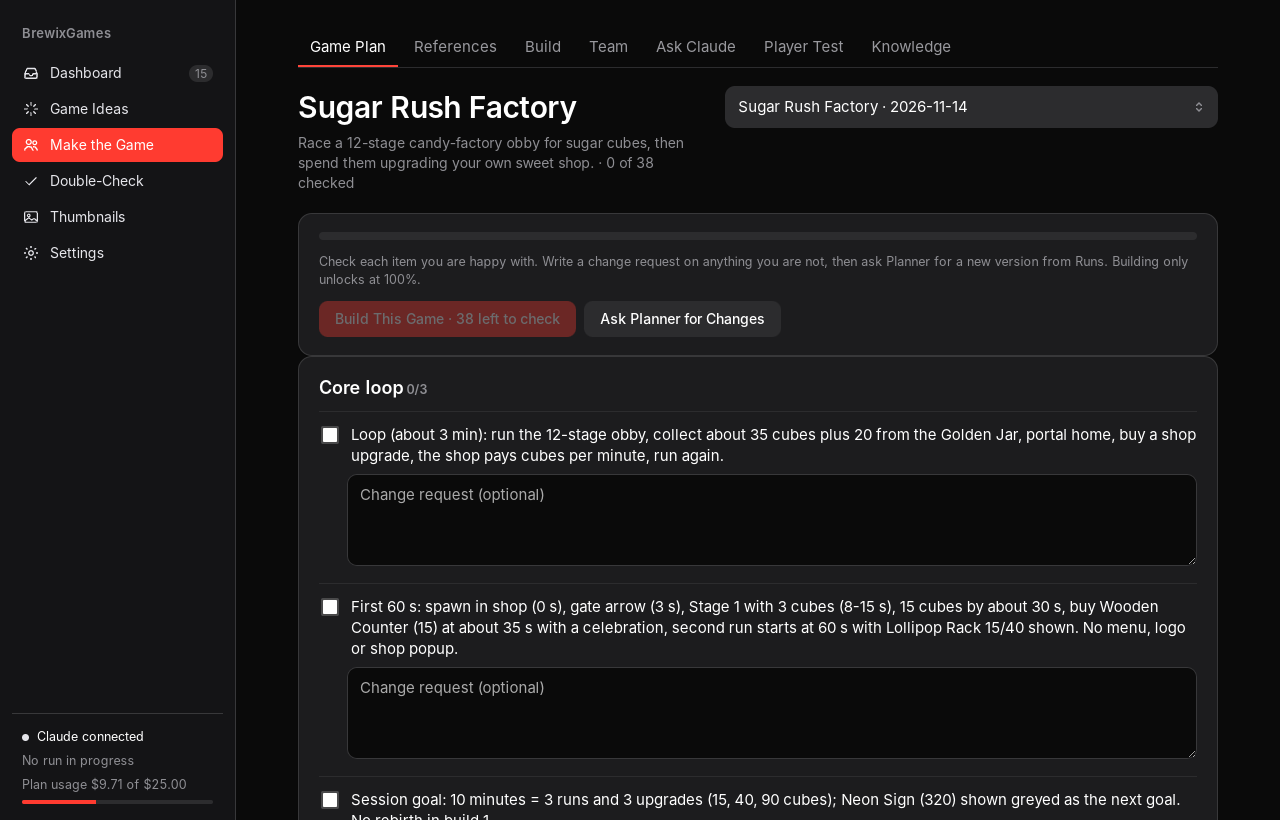 BrewixGames
Dashboard 15
Game Ideas
Make the Game
Double-Check
Thumbnails
Settings
Claude connected
No run in progress
Plan usage $9.71 of $25.00
Game Plan References Build Team Ask Claude Player Test Knowledge
Sugar Rush Factory
Race a 12-stage candy-factory obby for sugar cubes, then
spend them upgrading your own sweet shop. · 0 of 38
checked
Sugar Rush Factory · 2026-11-14
Check each item you are happy with. Write a change request on anything you are not, then ask Planner for a new version from Runs. Building only
unlocks at 100%.
Build This Game · 38 left to check
Ask Planner for Changes
Core loop 0/3
Loop (about 3 min): run the 12-stage obby, collect about 35 cubes plus 20 from the Golden Jar, portal home, buy a shop
upgrade, the shop pays cubes per minute, run again.
Change request (optional)
First 60 s: spawn in shop (0 s), gate arrow (3 s), Stage 1 with 3 cubes (8-15 s), 15 cubes by about 30 s, buy Wooden
Counter (15) at about 35 s with a celebration, second run starts at 60 s with Lollipop Rack 15/40 shown. No menu, logo
or shop popup.
Change request (optional)
Session goal: 10 minutes = 3 runs and 3 upgrades (15, 40, 90 cubes); Neon Sign (320) shown greyed as the next goal.
No rebirth in build 1.